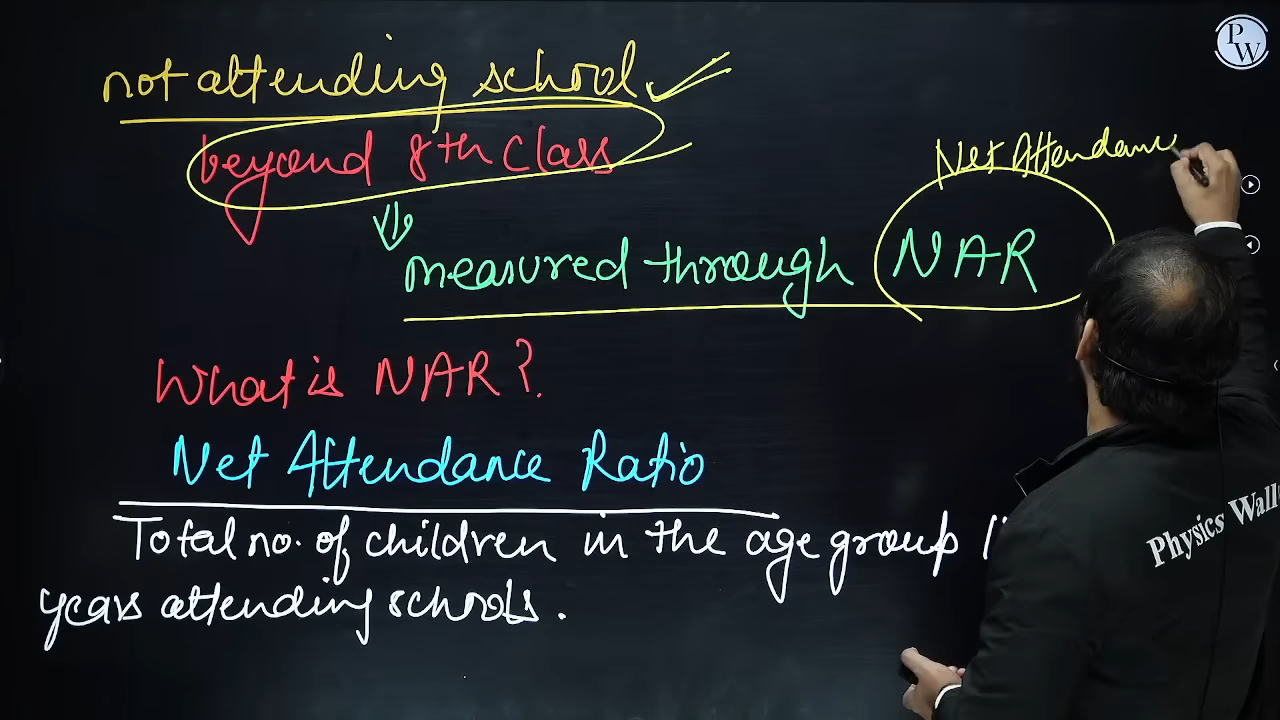 not attending school
beyond 8th class
Net Attendanc
measured through NAR
What is NAR?
Net Attendance Ratio
Total no. of children in the age group
years attending schools.
PW
Physics Wall